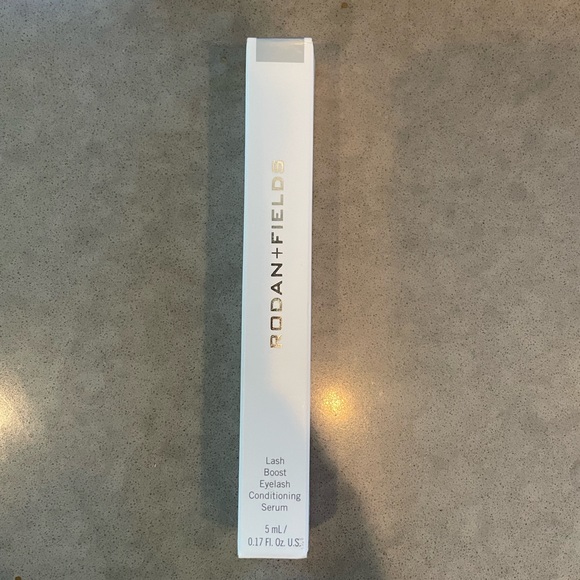 RODAN+FIELDS
Lash
Boost
Eyelash
Conditioning
Serum
5 mL /
0.17 Fl. Oz. U.S.